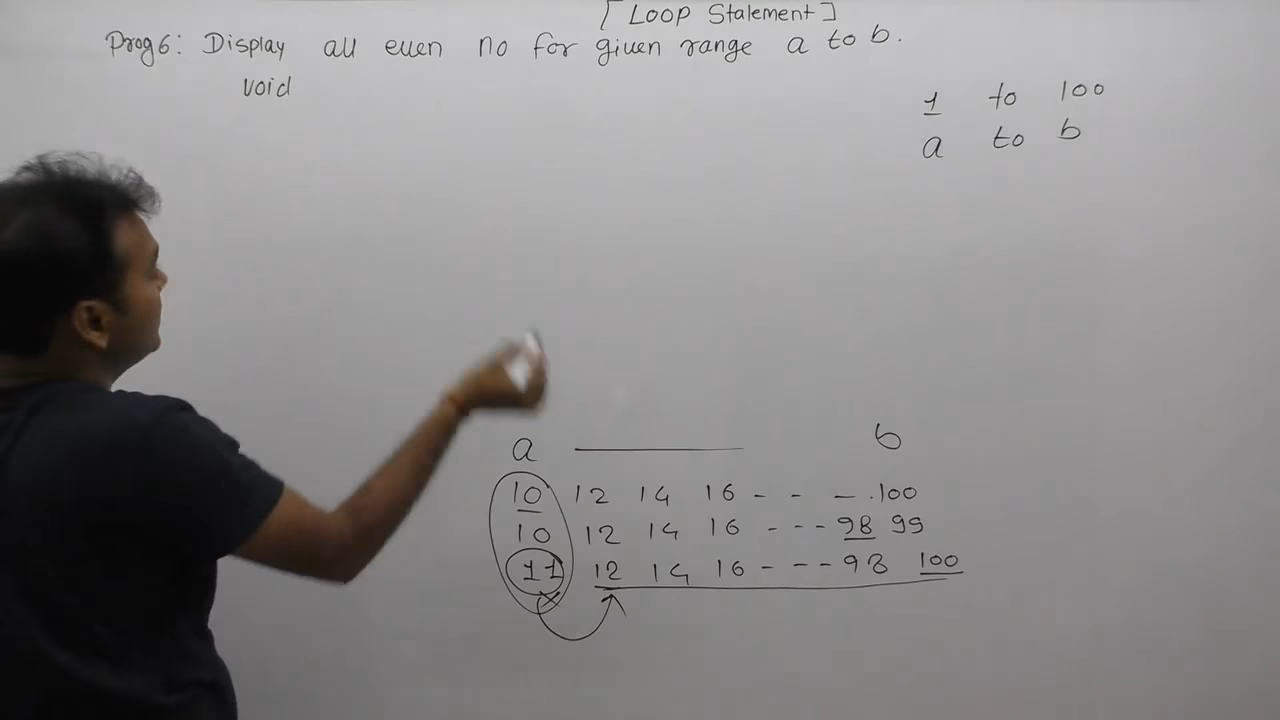 [Loop Statement]
Prog6: Display all even no for given range a to b.
void
1 to 100
a to b
a b
10 12 14 16 - - - .100
10 12 14 16 - - - 98 99
11 12 14 16 - - - 98 100